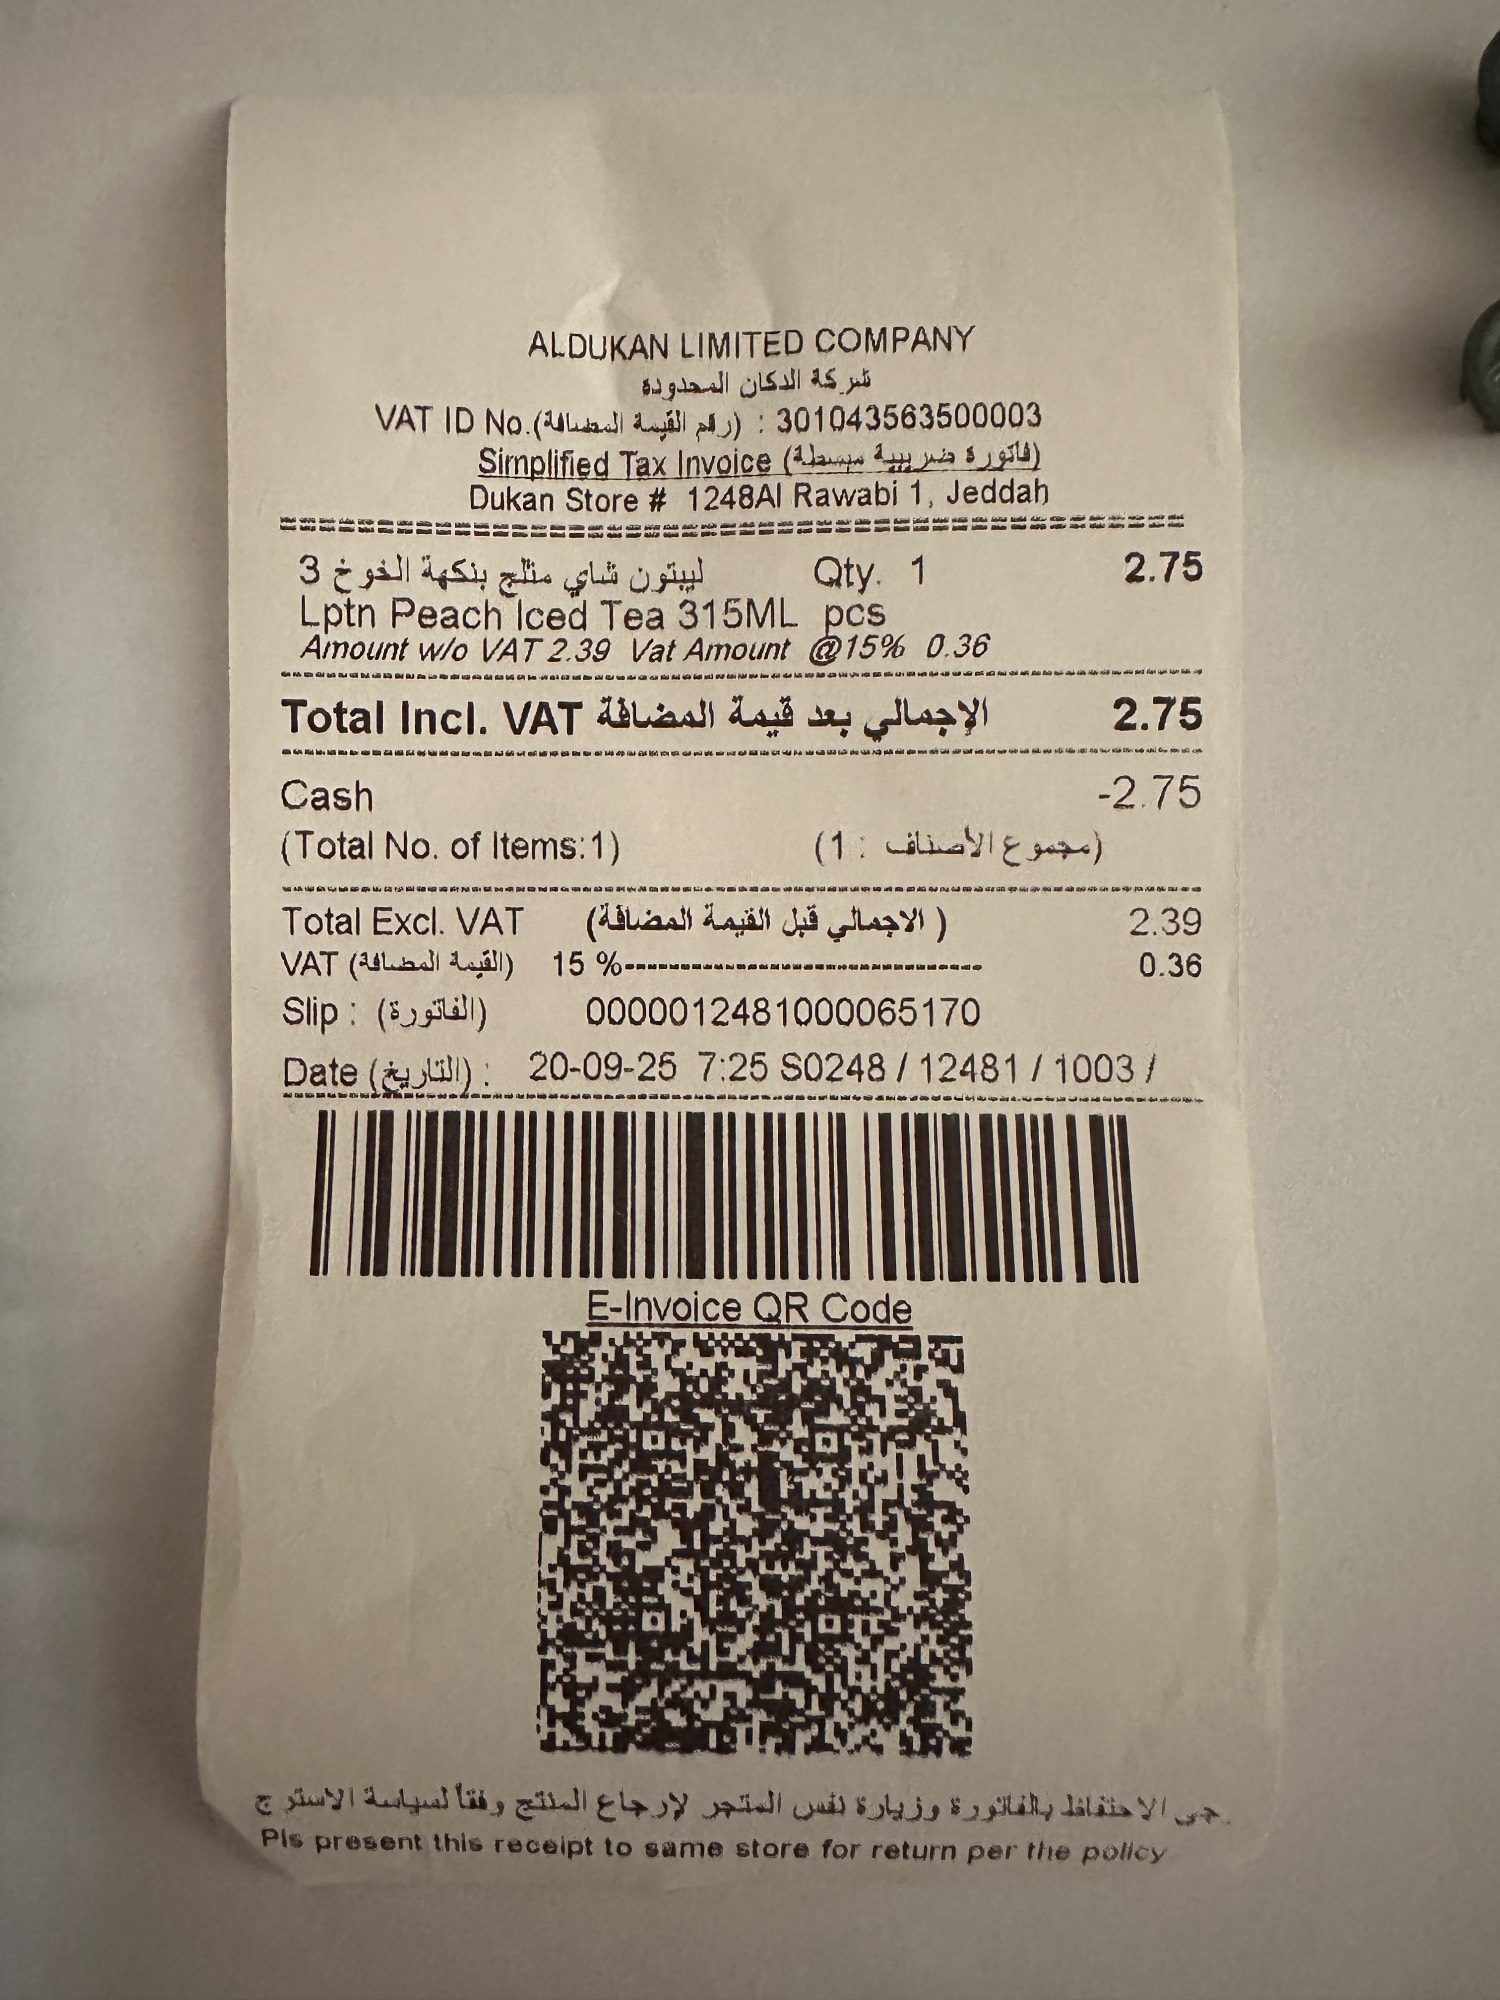 ALDUKAN LIMITED COMPANY
شركة الدكان المحدودة
VAT ID No.(رقم القيمة المضافة) : 301043563500003
Simplified Tax Invoice (فاتورة ضريبية مبسطة)
Dukan Store # 1248Al Rawabi 1, Jeddah
ليبتون شاي مثلج بنكهة الخوخ 3 Qty. 1 2.75
Lptn Peach Iced Tea 315ML pcs
Amount w/o VAT 2.39 Vat Amount @15% 0.36
Total Incl. VAT الإجمالي بعد قيمة المضافة 2.75
Cash -2.75
(Total No. of Items:1) (مجموع الأصناف : 1)
Total Excl. VAT (الاجمالي قبل القيمة المضافة ) 2.39
VAT (القيمة المضافة) 15 %------------------------------------ 0.36
Slip : (الفاتورة) 0000012481000065170
Date (التاريخ) : 20-09-25 7:25 S0248 / 12481 / 1003 /
E-Invoice QR Code
جى الاحتفاظ بالفاتورة وزيارة نفس المتجر لإرجاع المنتج وفقاً لسياسة الاسترج
Pls present this receipt to same store for return per the policy